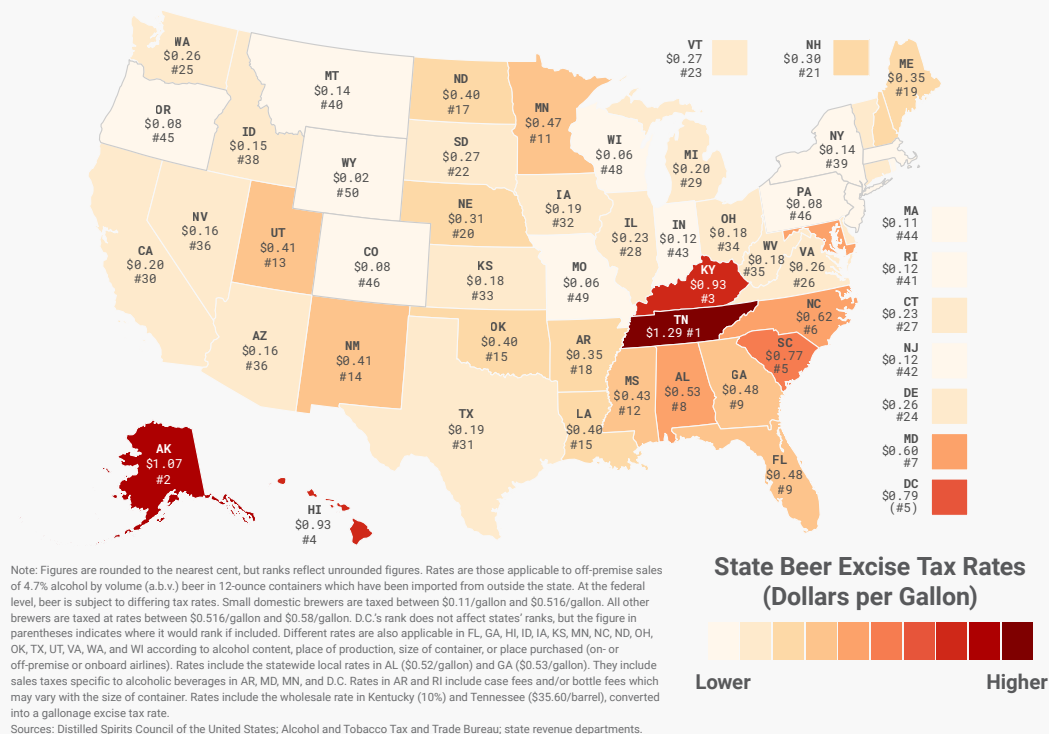 WA
$0.26
#25
MT
$0.14
#40
ND
$0.40
#17
MN
$0.47
#11
VT
$0.27
#23
NH
$0.30
#21
ME
$0.35
#19
OR
$0.08
#45
ID
$0.15
#38
WY
$0.02
#50
SD
$0.27
#22
WI
$0.06
#48
MI
$0.20
#29
NY
$0.14
#39
PA
$0.08
#46
NE
$0.31
#20
IA
$0.19
#32
IL
$0.23
#28
IN
$0.12
#43
OH
$0.18
#34
WV
$0.18
#35
VA
$0.26
#26
NV
$0.16
#36
UT
$0.41
#13
CO
$0.08
#46
CA
$0.20
#30
KS
$0.18
#33
MO
$0.06
#49
KY
$0.93
#3
TN
$1.29 #1
NC
$0.62
#6
SC
$0.77
#5
AZ
$0.16
#36
NM
$0.41
#14
OK
$0.40
#15
AR
$0.35
#18
MS
$0.43
#12
AL
$0.53
#8
GA
$0.48
#9
TX
$0.19
#31
LA
$0.40
#15
FL
$0.48
#9
AK
$1.07
#2
HI
$0.93
#4
MA
$0.11
#44
RI
$0.12
#41
CT
$0.23
#27
NJ
$0.12
#42
DE
$0.26
#24
MD
$0.60
#7
DC
$0.79
(#5)
Note: Figures are rounded to the nearest cent, but ranks reflect unrounded figures. Rates are those applicable to off-premise sales
of 4.7% alcohol by volume (a.b.v.) beer in 12-ounce containers which have been imported from outside the state. At the federal
level, beer is subject to differing tax rates. Small domestic brewers are taxed between $0.11/gallon and $0.516/gallon. All other
brewers are taxed at rates between $0.516/gallon and $0.58/gallon. D.C.'s rank does not affect states' ranks, but the figure in
parentheses indicates where it would rank if included. Different rates are also applicable in FL, GA, HI, ID, IA, KS, MN, NC, ND, OH,
OK, TX, UT, VA, WA, and WI according to alcohol content, place of production, size of container, or place purchased (on- or
off-premise or onboard airlines). Rates include the statewide local rates in AL ($0.52/gallon) and GA ($0.53/gallon). They include
sales taxes specific to alcoholic beverages in AR, MD, MN, and D.C. Rates in AR and RI include case fees and/or bottle fees which
may vary with the size of container. Rates include the wholesale rate in Kentucky (10%) and Tennessee ($35.60/barrel), converted
into a gallonage excise tax rate.
Sources: Distilled Spirits Council of the United States; Alcohol and Tobacco Tax and Trade Bureau; state revenue departments.
State Beer Excise Tax Rates
(Dollars per Gallon)
Lower
Higher